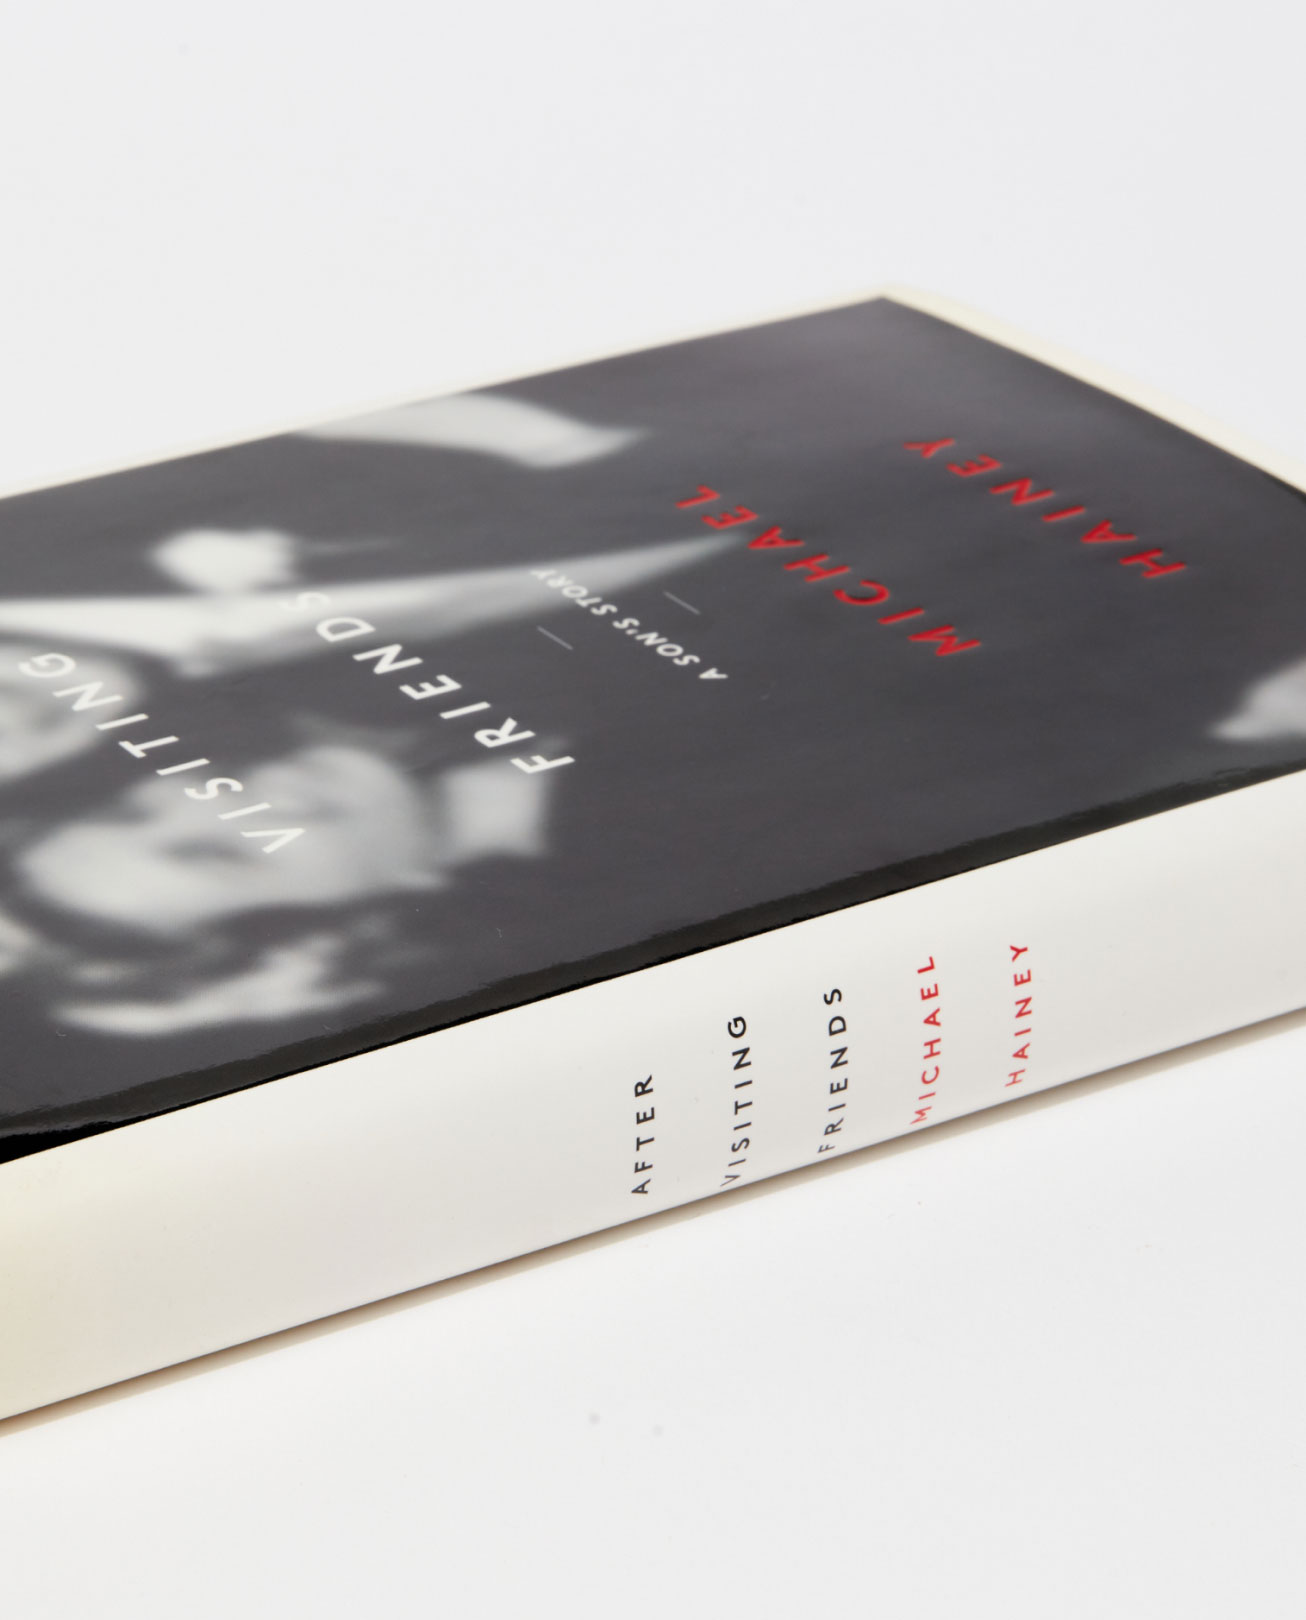 VISITING
FRIENDS
A SON'S STORY
MICHAEL
HAINEY
AFTER
VISITING
FRIENDS
MICHAEL
HAINEY